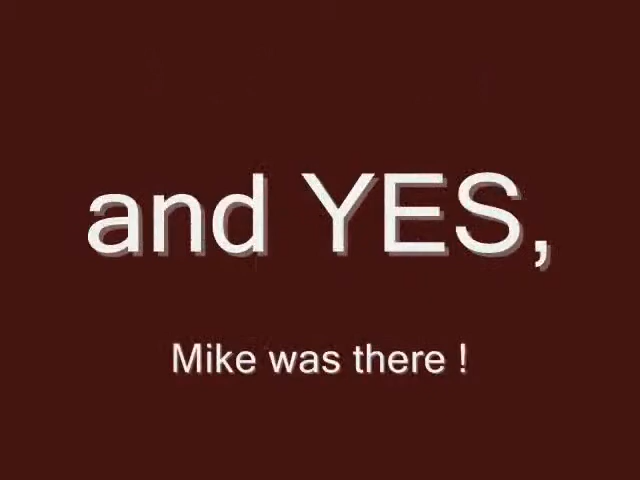 and YES,
Mike was there !